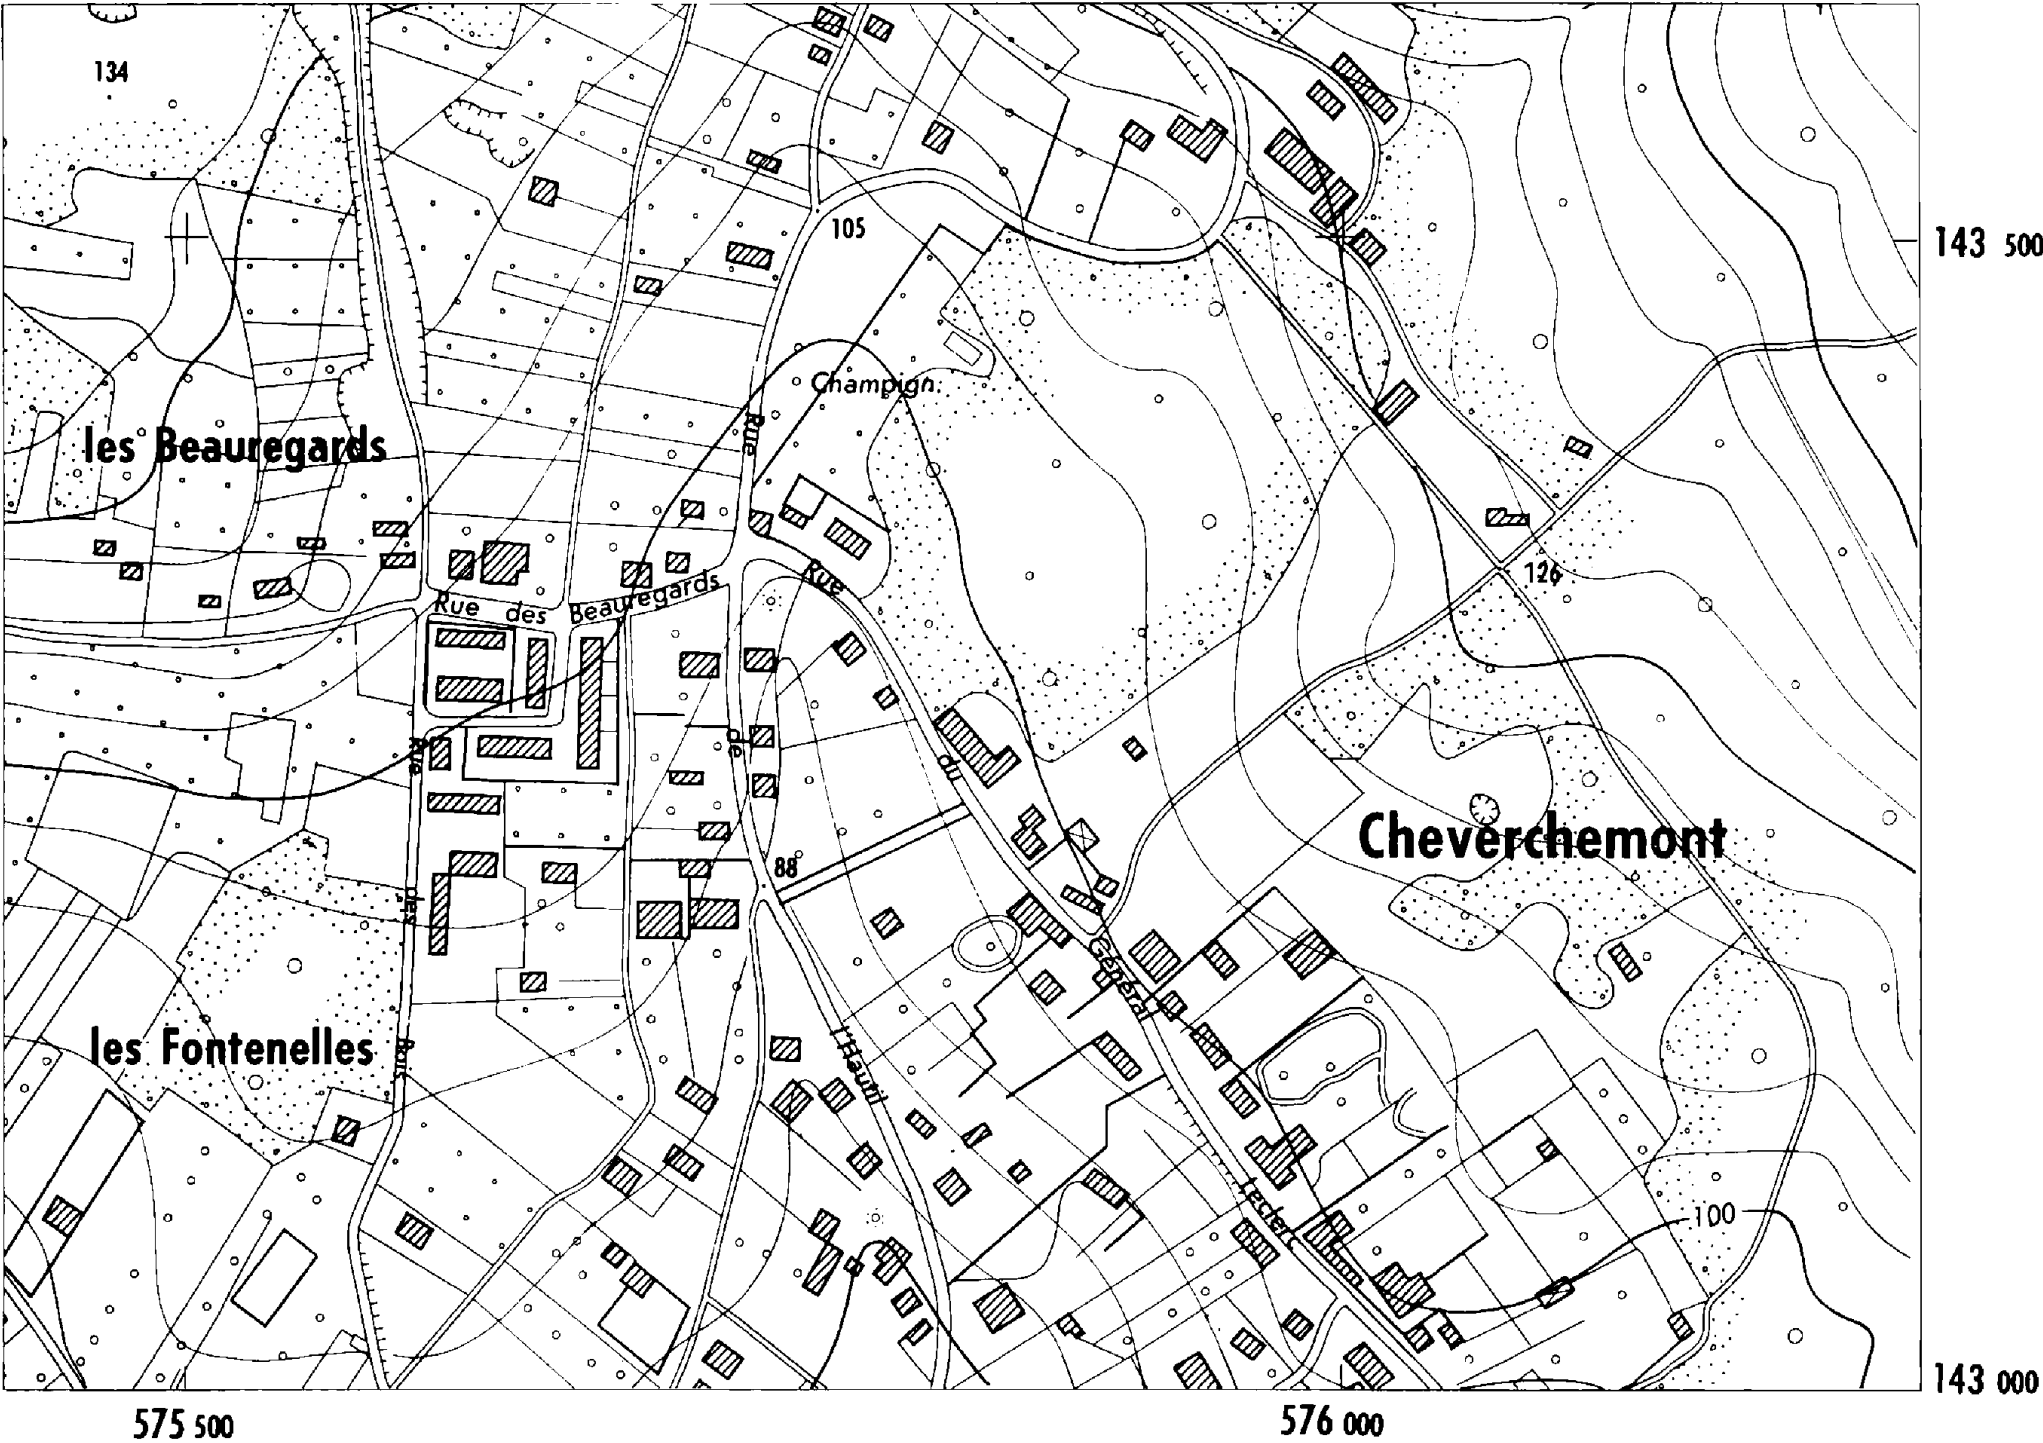 134
105
143 500
Champign.
les Beauregards
Rue
126
Rue
Rue des Beauregards
Rue
de
du
Cheverchemont
88
des
Général
les Fontenelles
Bois
l'Hautil
Leclerc
100
143 000
575 500
576 000